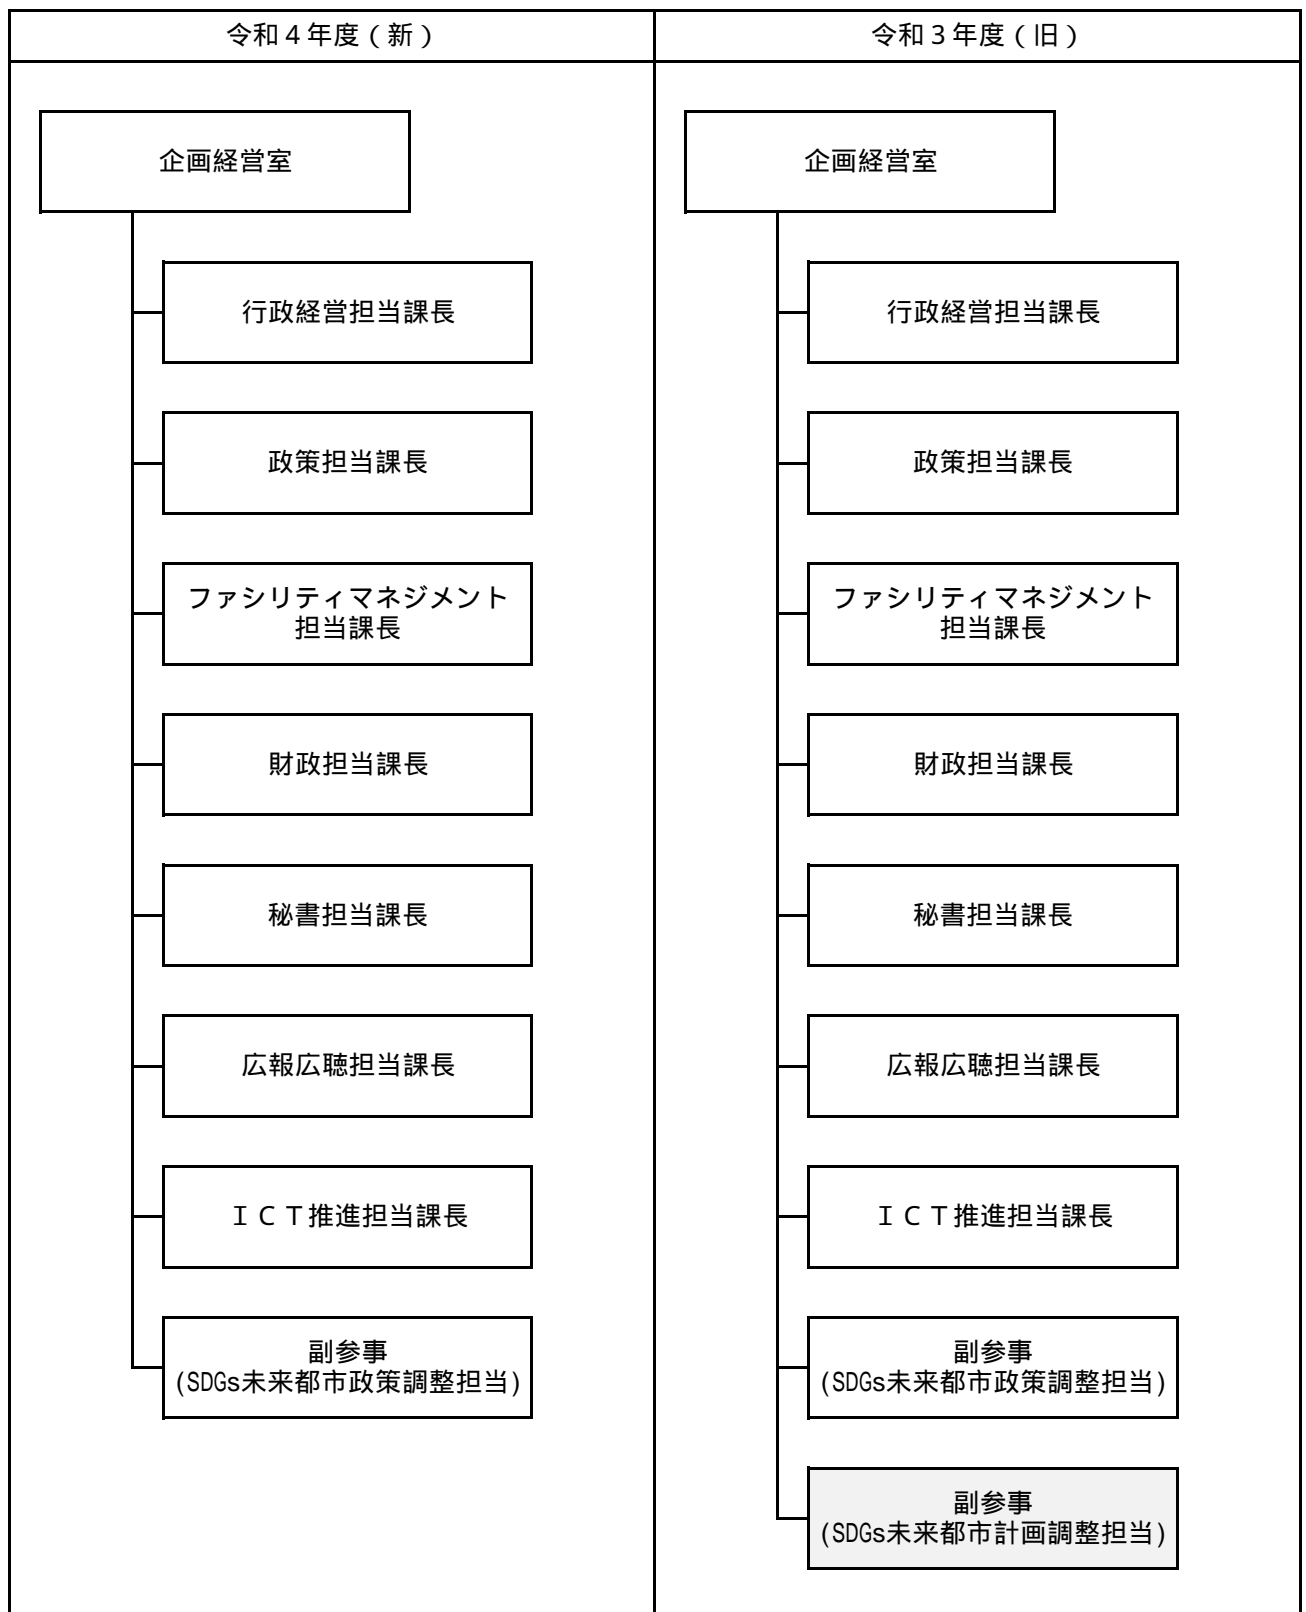 令和４年度（新）
企画経営室
行政経営担当課長
政策担当課長
ファシリティマネジメント
担当課長
財政担当課長
秘書担当課長
広報広聴担当課長
ＩＣＴ推進担当課長
副参事
(SDGs未来都市政策調整担当)
令和３年度（旧）
企画経営室
行政経営担当課長
政策担当課長
ファシリティマネジメント
担当課長
財政担当課長
秘書担当課長
広報広聴担当課長
ＩＣＴ推進担当課長
副参事
(SDGs未来都市政策調整担当)
副参事
(SDGs未来都市計画調整担当)